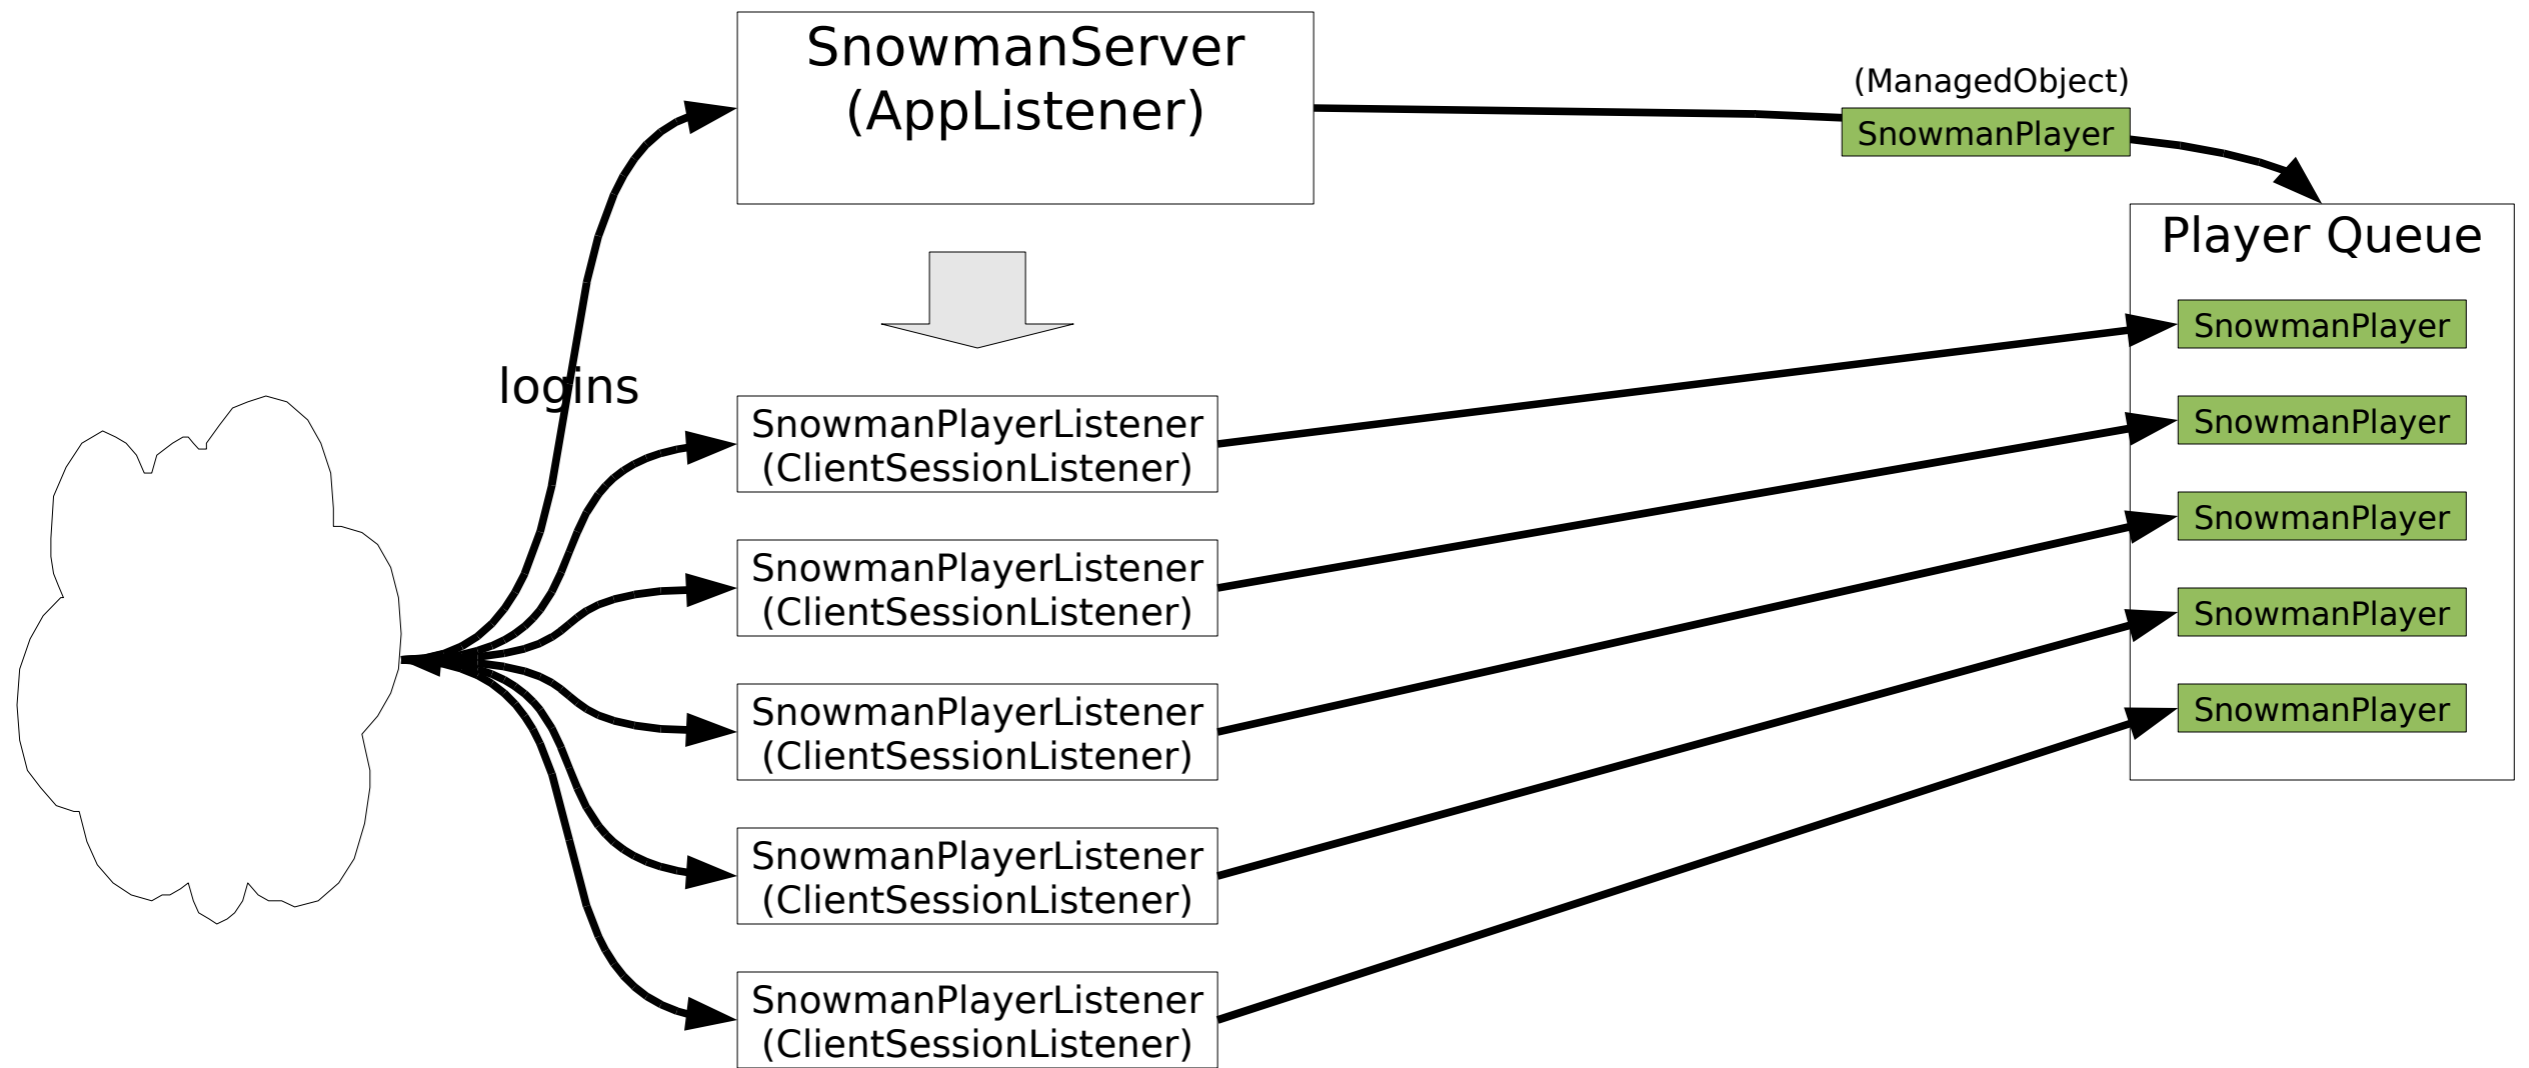 SnowmanServer
(AppListener)
(ManagedObject)
SnowmanPlayer
Player Queue
SnowmanPlayer
SnowmanPlayer
SnowmanPlayer
SnowmanPlayer
SnowmanPlayer
logins
SnowmanPlayerListener
(ClientSessionListener)
SnowmanPlayerListener
(ClientSessionListener)
SnowmanPlayerListener
(ClientSessionListener)
SnowmanPlayerListener
(ClientSessionListener)
SnowmanPlayerListener
(ClientSessionListener)